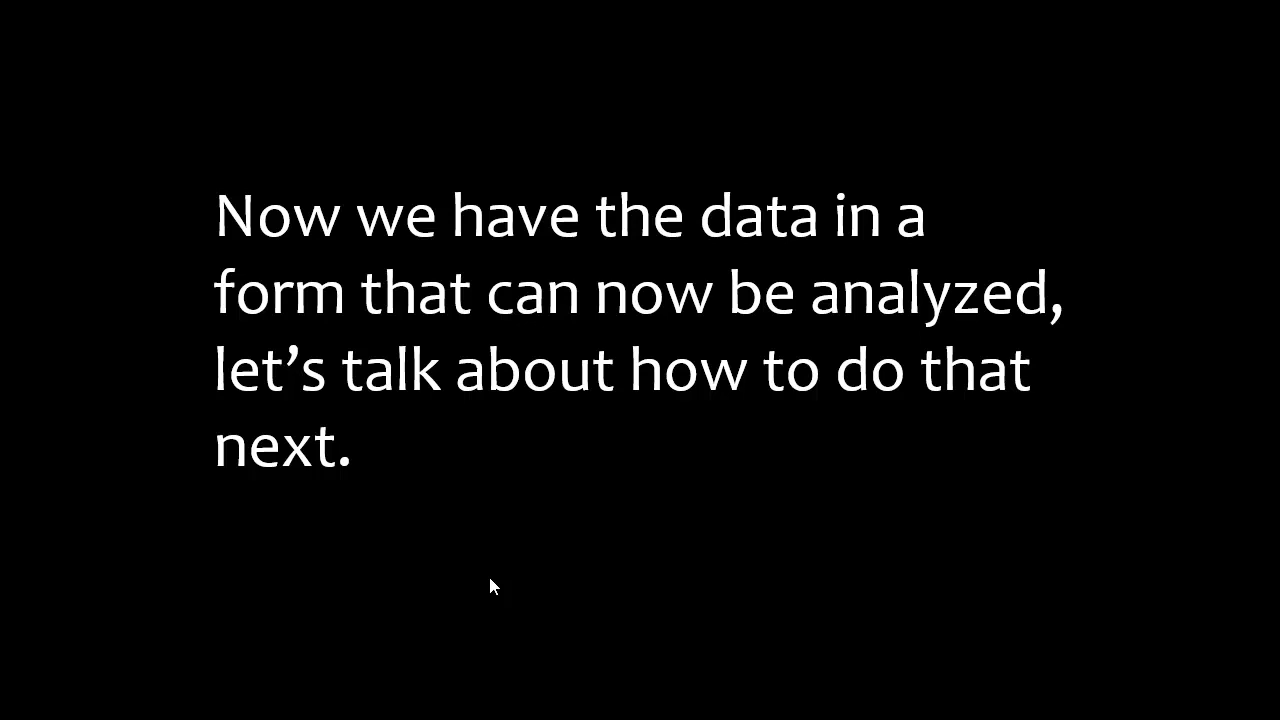 Now we have the data in a
form that can now be analyzed,
let’s talk about how to do that
next.